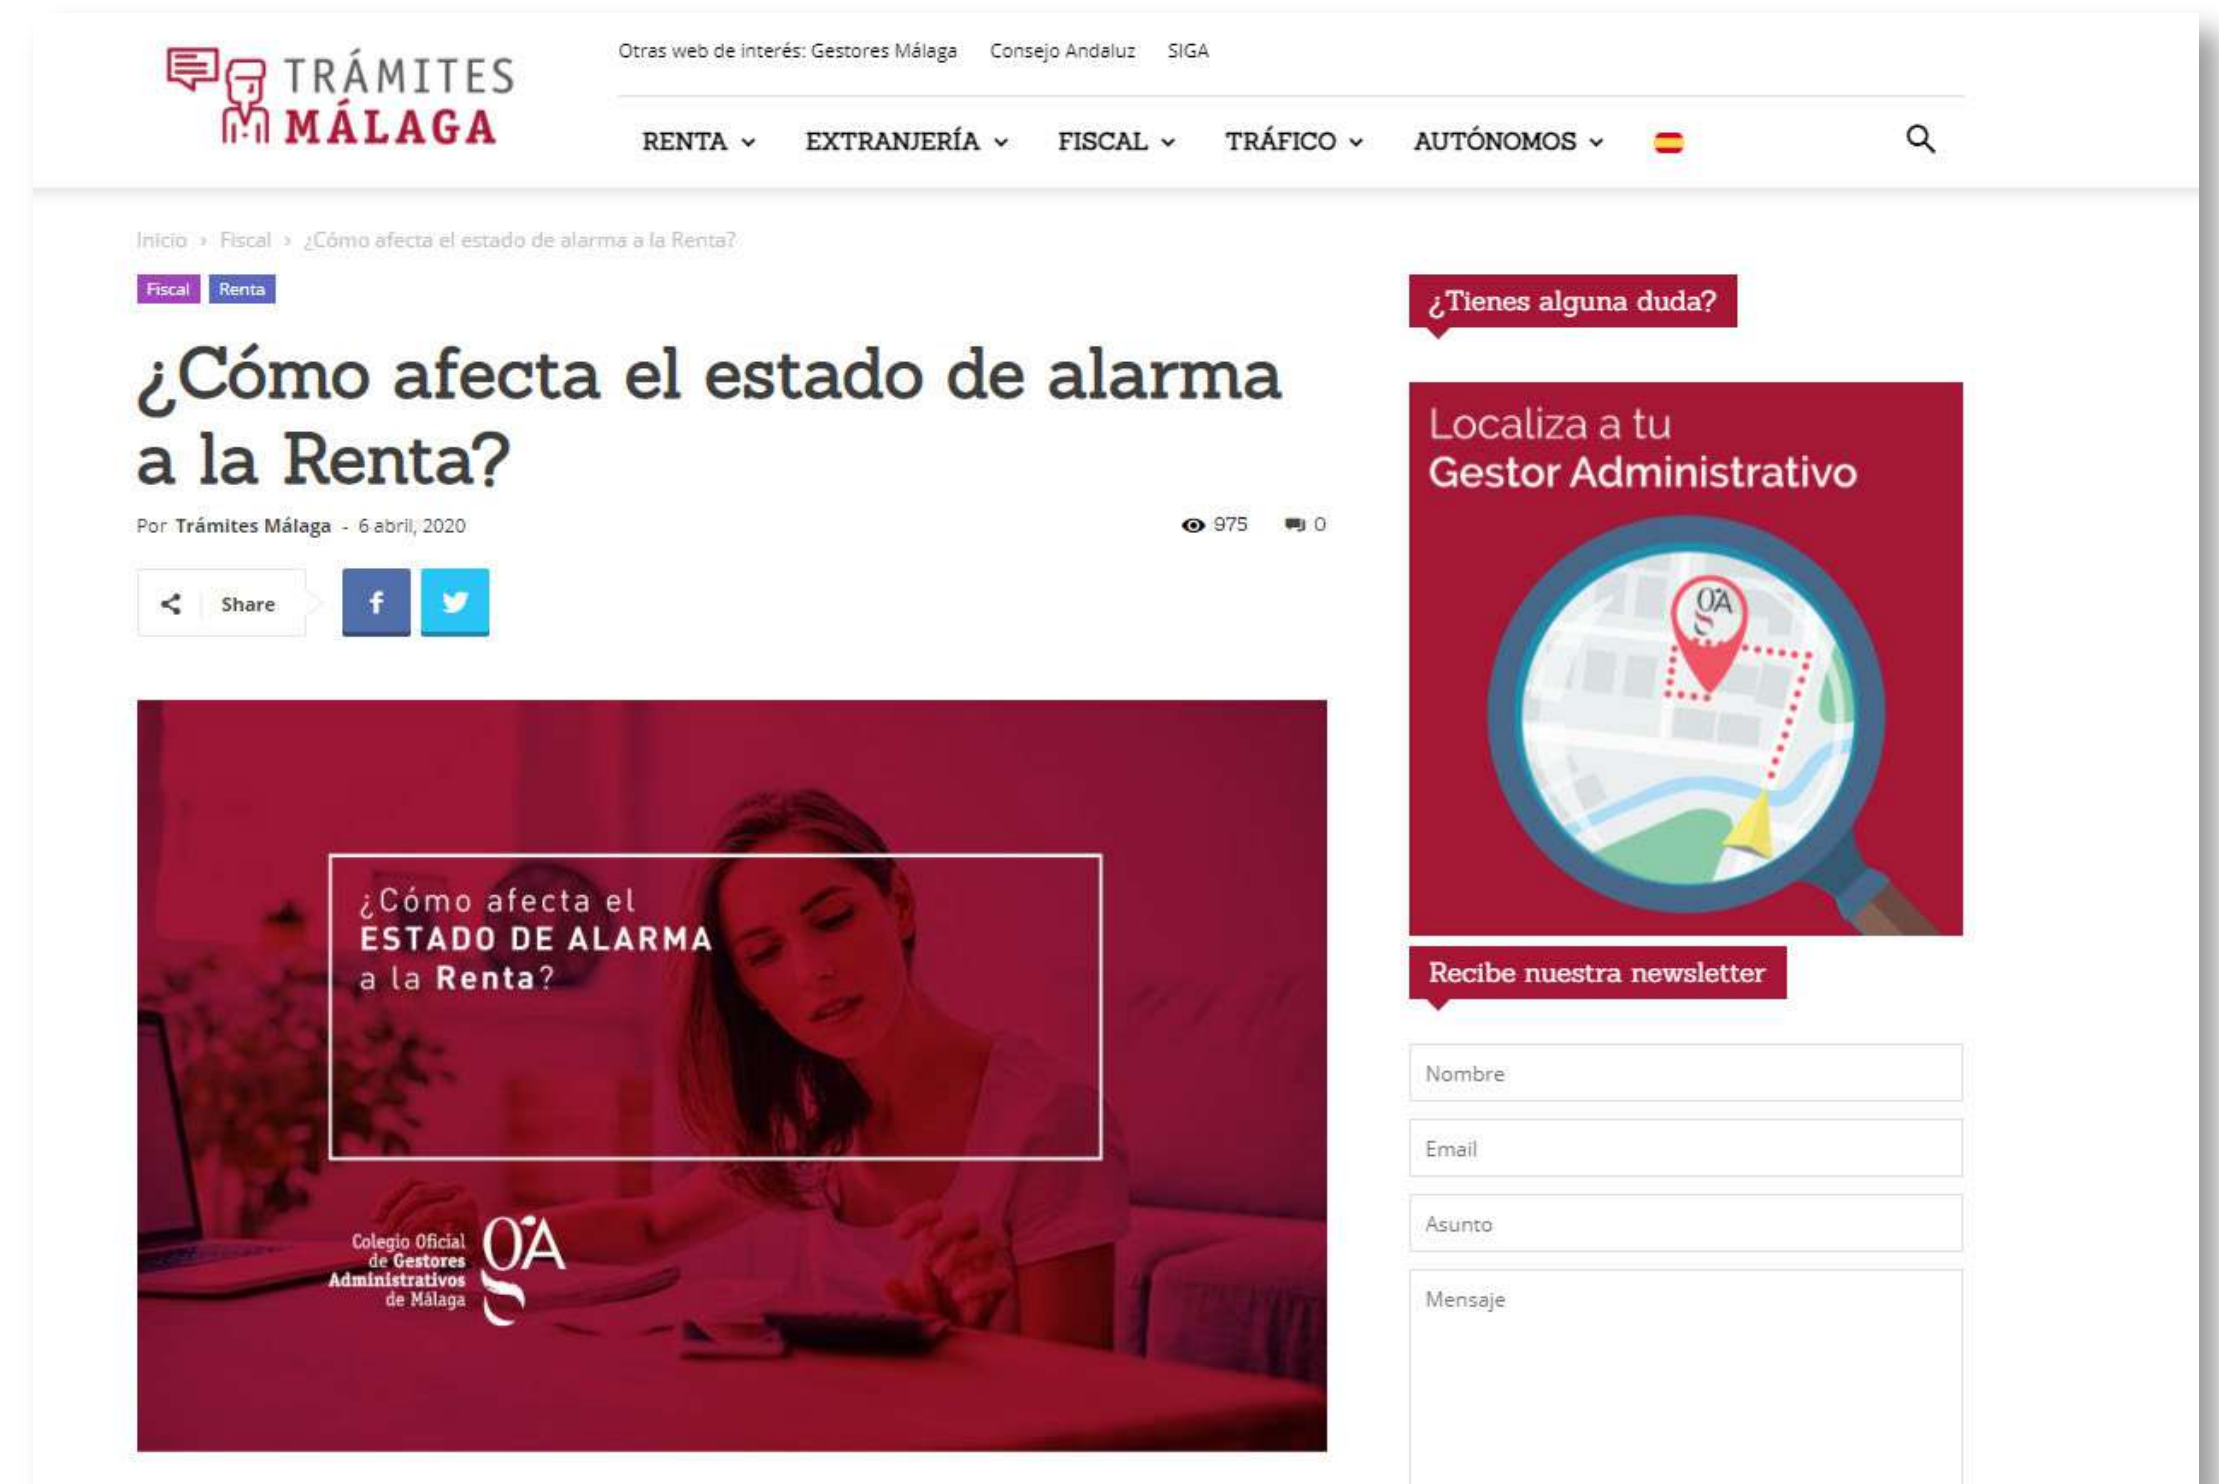 TRÁMITES
MÁLAGA
Otras web de interés: Gestores Málaga Consejo Andaluz SIGA
RENTA EXTRANJERÍA FISCAL TRÁFICO AUTÓNOMOS
Inicio › Fiscal › ¿Cómo afecta el estado de alarma a la Renta?
Fiscal Renta
¿Cómo afecta el estado de alarma
a la Renta?
Por Trámites Málaga - 6 abril, 2020
975 0
Share
f
¿Cómo afecta el
ESTADO DE ALARMA
a la Renta?
Colegio Oficial
de Gestores
Administrativos
de Málaga
gA
¿Tienes alguna duda?
Localiza a tu
Gestor Administrativo
gA
Recibe nuestra newsletter
Nombre
Email
Asunto
Mensaje